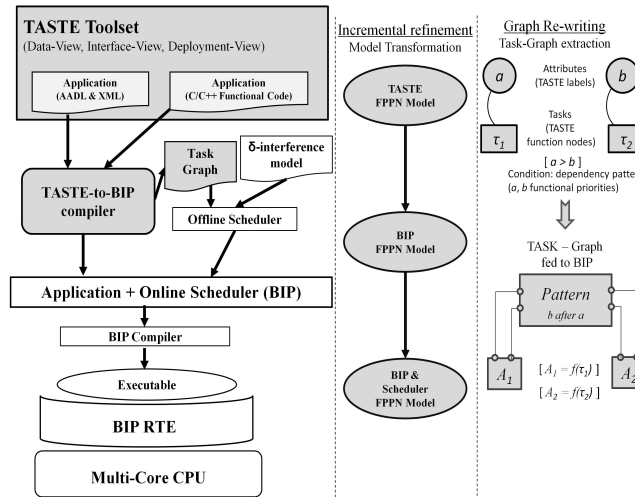 TASTE Toolset
(Data-View, Interface-View, Deployment-View)
Application
(AADL & XML)
Application
(C/C++ Functional Code)
TASTE-to-BIP
compiler
Task
Graph
δ-interference
model
Offline Scheduler
Application + Online Scheduler (BIP)
BIP Compiler
Executable
BIP RTE
Multi-Core CPU
Incremental refinement
Model Transformation
TASTE
FPPN Model
BIP
FPPN Model
BIP &
Scheduler
FPPN Model
Graph Re-writing
Task-Graph extraction
a
Attributes
(TASTE labels)
b
τ1
Tasks
(TASTE
function nodes)
τ2
[ a > b ]
Condition: dependency patte
(a, b functional priorities)
TASK – Graph
fed to BIP
Pattern
b after a
A1
[ A1 = f(τ1) ]
[ A2 = f(τ2) ]
A2